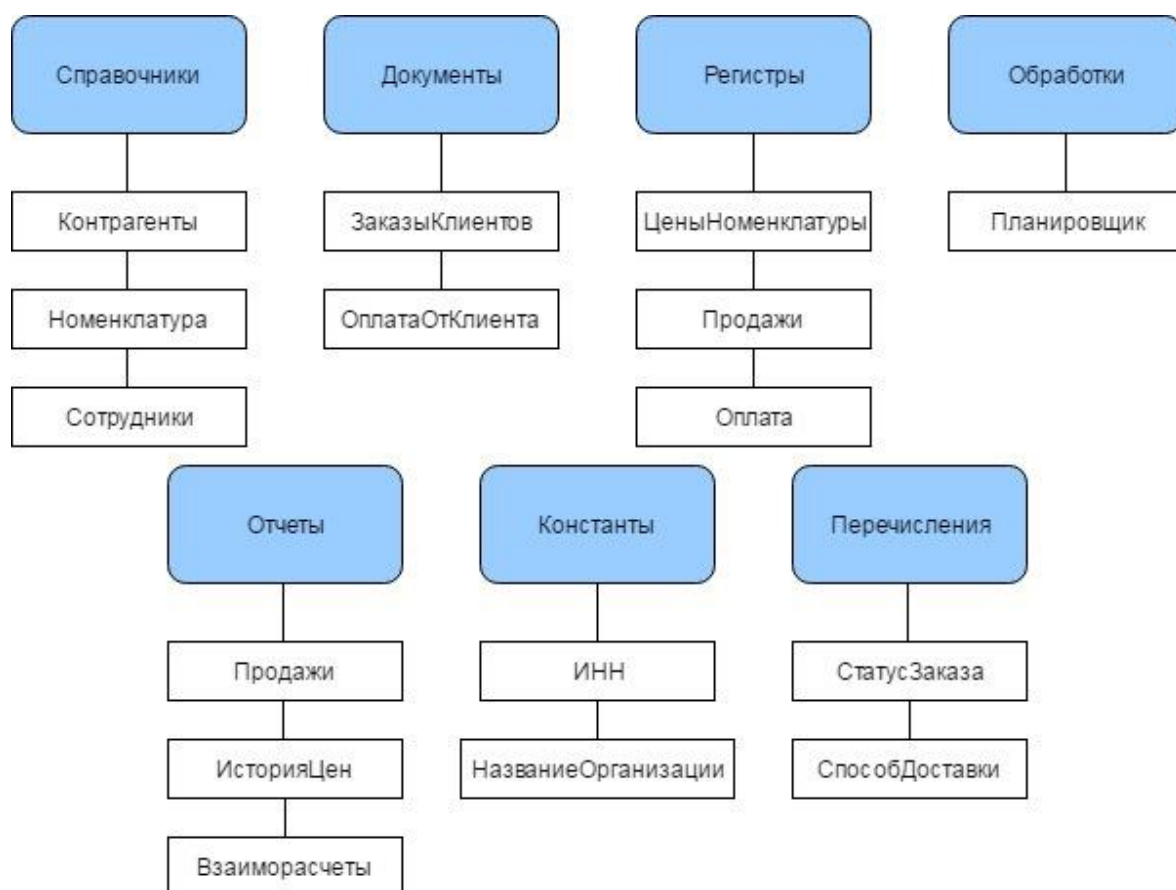 Справочники
Документы
Регистры
Обработки
Контрагенты
ЗаказыКлиентов
ЦеныНоменклатуры
Планировщик
Номенклатура
ОплатаОтКлиента
Продажи
Сотрудники
Оплата
Отчеты
Константы
Перечисления
Продажи
ИНН
СтатусЗаказа
ИсторияЦен
НазваниеОрганизации
СпособДоставки
Взаиморасчеты